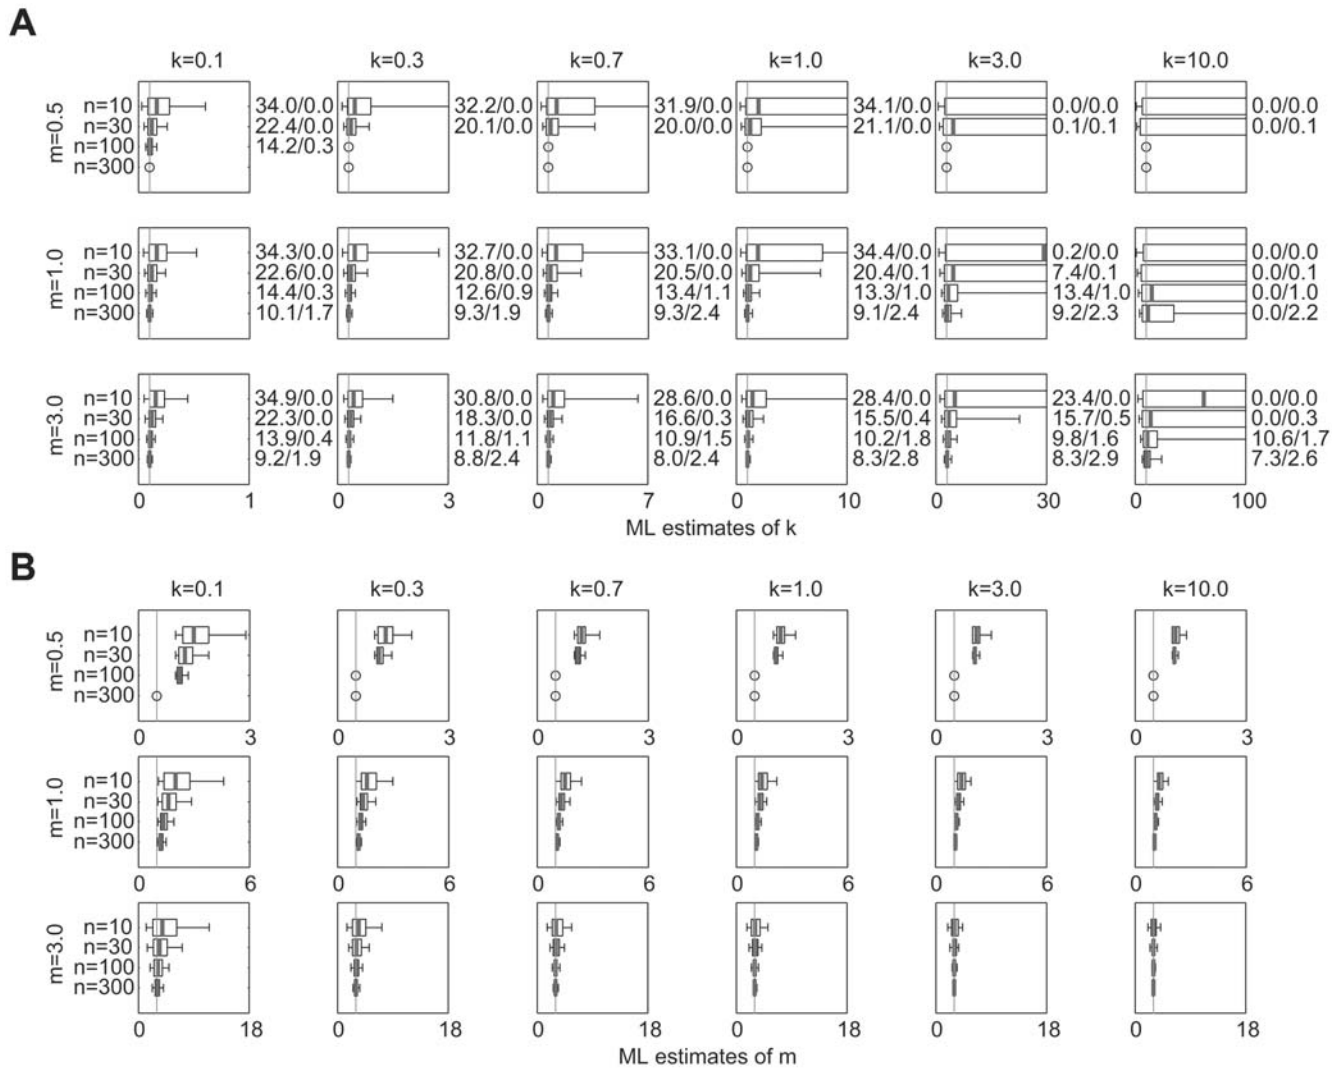 A
k=0.1 k=0.3 k=0.7 k=1.0 k=3.0 k=10.0
m=0.5
n=10 34.0/0.0 32.2/0.0 31.9/0.0 34.1/0.0 0.0/0.0 0.0/0.0
n=30 22.4/0.0 20.1/0.0 20.0/0.0 21.1/0.0 0.1/0.1 0.0/0.1
n=100 14.2/0.3
n=300
m=1.0
n=10 34.3/0.0 32.7/0.0 33.1/0.0 34.4/0.0 0.2/0.0 0.0/0.0
n=30 22.6/0.0 20.8/0.0 20.5/0.0 20.4/0.1 7.4/0.1 0.0/0.1
n=100 14.4/0.3 12.6/0.9 13.4/1.1 13.3/1.0 13.4/1.0 0.0/1.0
n=300 10.1/1.7 9.3/1.9 9.3/2.4 9.1/2.4 9.2/2.3 0.0/2.2
m=3.0
n=10 34.9/0.0 30.8/0.0 28.6/0.0 28.4/0.0 23.4/0.0 0.0/0.0
n=30 22.3/0.0 18.3/0.0 16.6/0.3 15.5/0.4 15.7/0.5 0.0/0.3
n=100 13.9/0.4 11.8/1.1 10.9/1.5 10.2/1.8 9.8/1.6 10.6/1.7
n=300 9.2/1.9 8.8/2.4 8.0/2.4 8.3/2.8 8.3/2.9 7.3/2.6
0 1 0 3 0 7 0 10 0 30 0 100
ML estimates of k
B
k=0.1 k=0.3 k=0.7 k=1.0 k=3.0 k=10.0
m=0.5
n=10
n=30
n=100
n=300
0 3 0 3 0 3 0 3 0 3 0 3
m=1.0
n=10
n=30
n=100
n=300
0 6 0 6 0 6 0 6 0 6 0 6
m=3.0
n=10
n=30
n=100
n=300
0 18 0 18 0 18 0 18 0 18 0 18
ML estimates of m